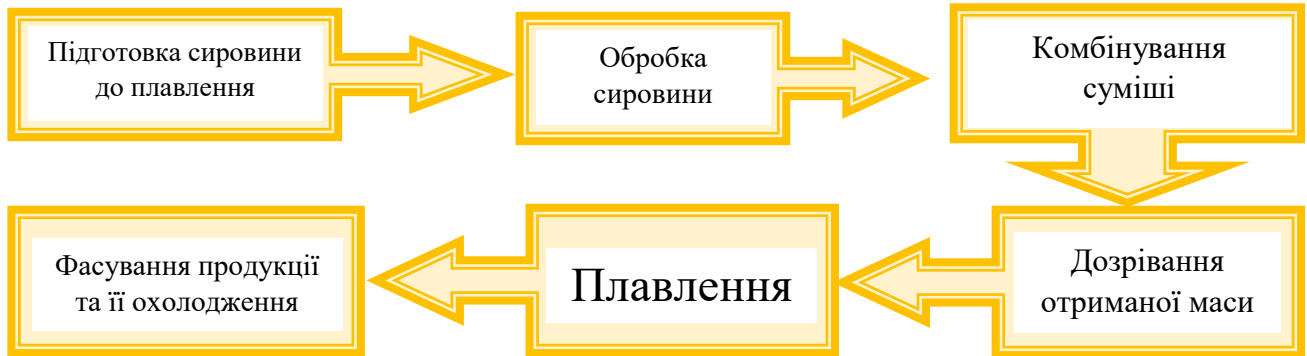 Підготовка сировини
до плавлення
Обробка
сировини
Комбінування
суміші
Дозрівання
отриманої маси
Плавлення
Фасування продукції
та її охолодження